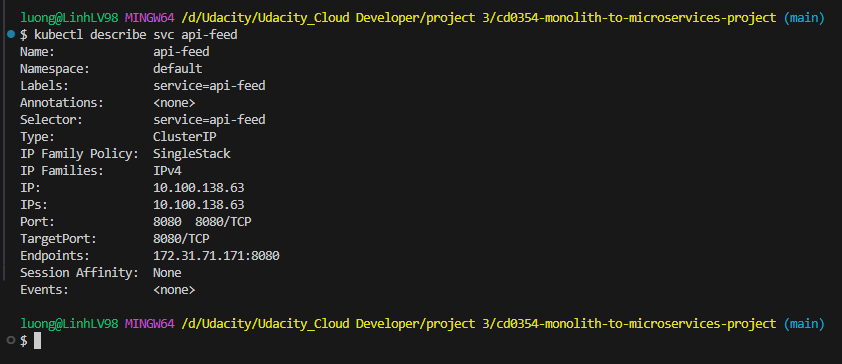 luong@LinhLV98 MINGW64 /d/Udacity/Udacity_Cloud Developer/project 3/cd0354-monolith-to-microservices-project (main)
$ kubectl describe svc api-feed
Name:              api-feed
Namespace:         default
Labels:            service=api-feed
Annotations:       <none>
Selector:          service=api-feed
Type:              ClusterIP
IP Family Policy:  SingleStack
IP Families:       IPv4
IP:                10.100.138.63
IPs:               10.100.138.63
Port:              8080  8080/TCP
TargetPort:        8080/TCP
Endpoints:         172.31.71.171:8080
Session Affinity:  None
Events:            <none>
luong@LinhLV98 MINGW64 /d/Udacity/Udacity_Cloud Developer/project 3/cd0354-monolith-to-microservices-project (main)
$